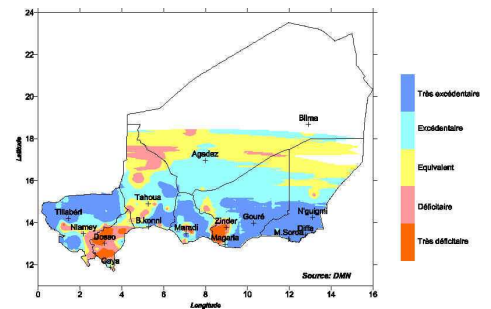 24
22
20
18
16
14
12
Latitude
0 2 4 6 8 10 12 14 16
Longitude
Bilma
Agadez
Tahoua
Tillabéri
B.konni
Niamey
Dosso
Gaya
Maradi
Zinder
Magaria
Gouré
N'guigmi
Diffa
M.Soroa
Source: DMN
Très excédentaire
Excédentaire
Equivalent
Déficitaire
Très déficitaire